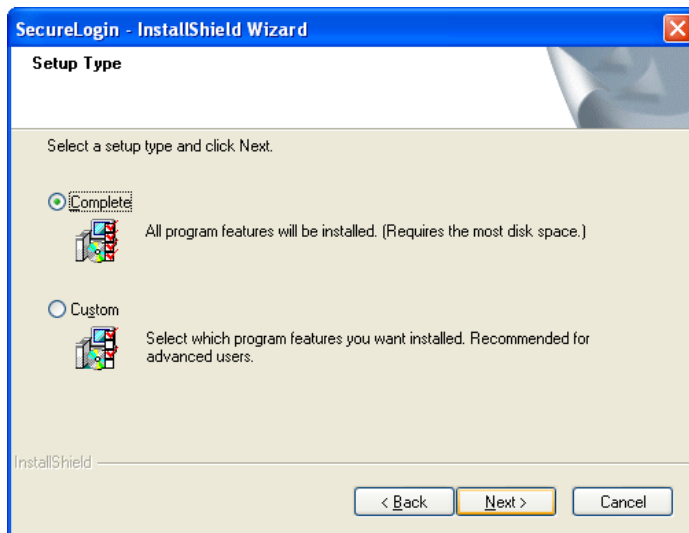 SecureLogin - InstallShield Wizard
Setup Type
Select a setup type and click Next.
Complete
All program features will be installed. (Requires the most disk space.)
Custom
Select which program features you want installed. Recommended for
advanced users.
InstallShield
< Back
Next >
Cancel